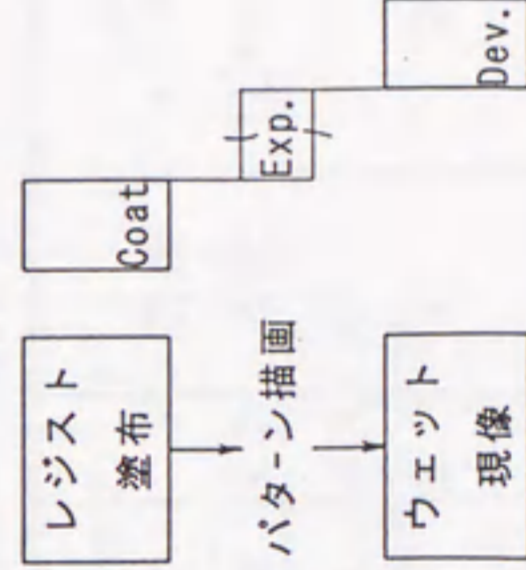 レジスト
塗布
パターン描画
ウェット
現像
Coat
Exp.
Dev.